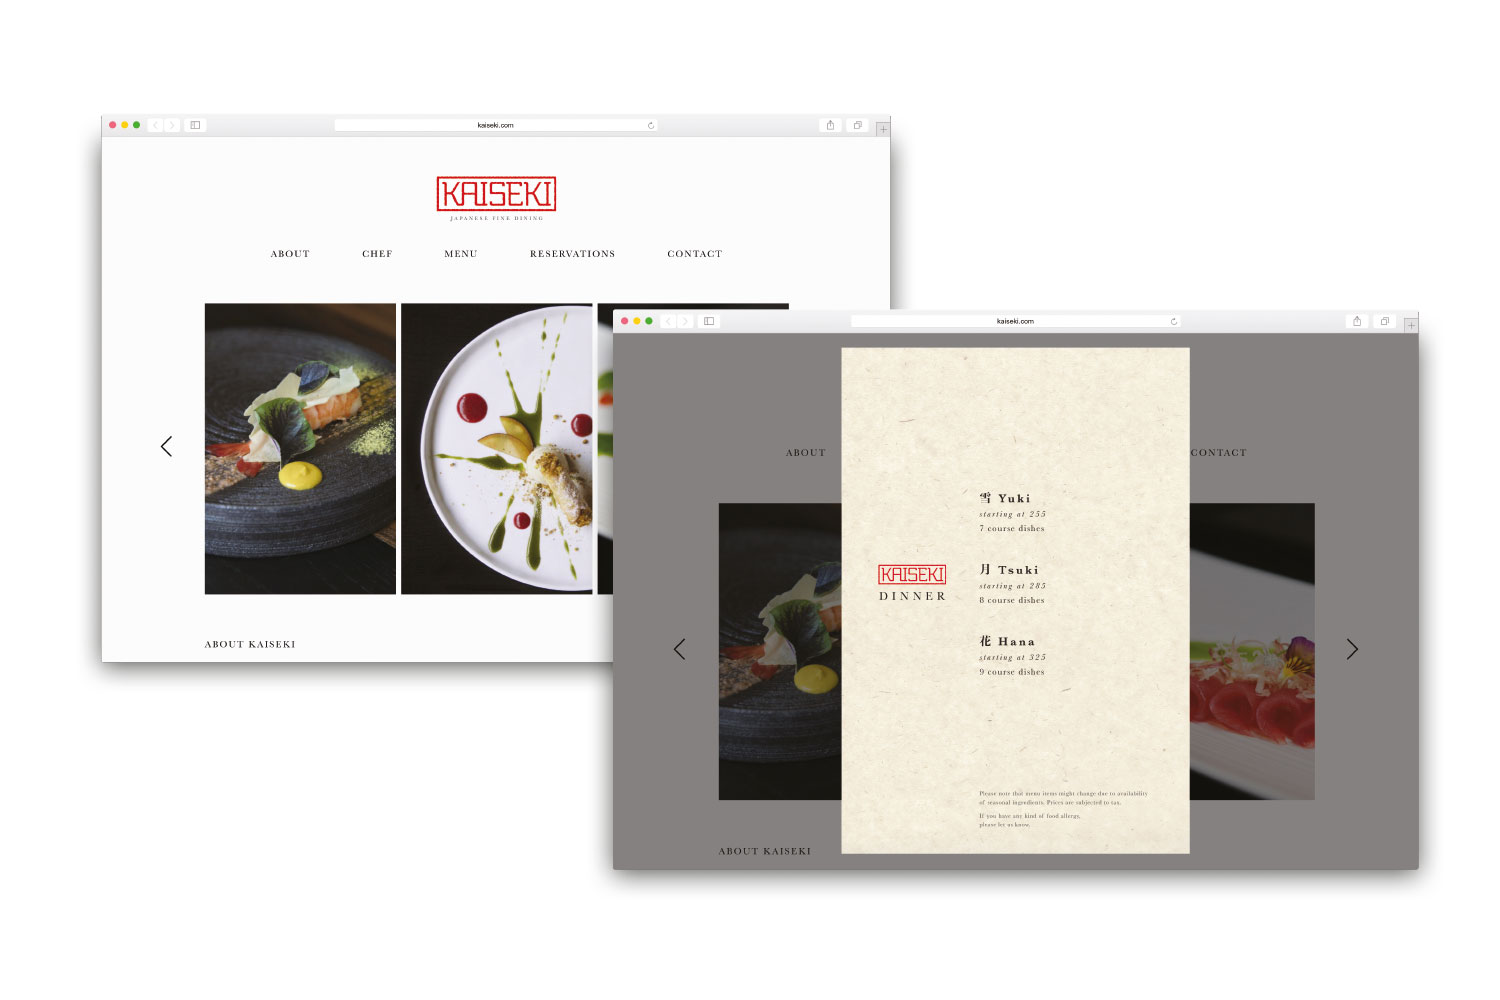 kaiseki.com
KAISEKI
JAPANESE FINE DINING
ABOUT CHEF MENU RESERVATIONS CONTACT
ABOUT KAISEKI
kaiseki.com
ABOUT
CONTACT
雪 Yuki
starting at 255
7 course dishes
月 Tsuki
starting at 285
8 course dishes
花 Hana
starting at 325
9 course dishes
KAISEKI
DINNER
Please note that menu items might change due to availability
of seasonal ingredients. Prices are subjected to tax.
If you have any kind of food allergy,
please let us know.
ABOUT KAISEKI